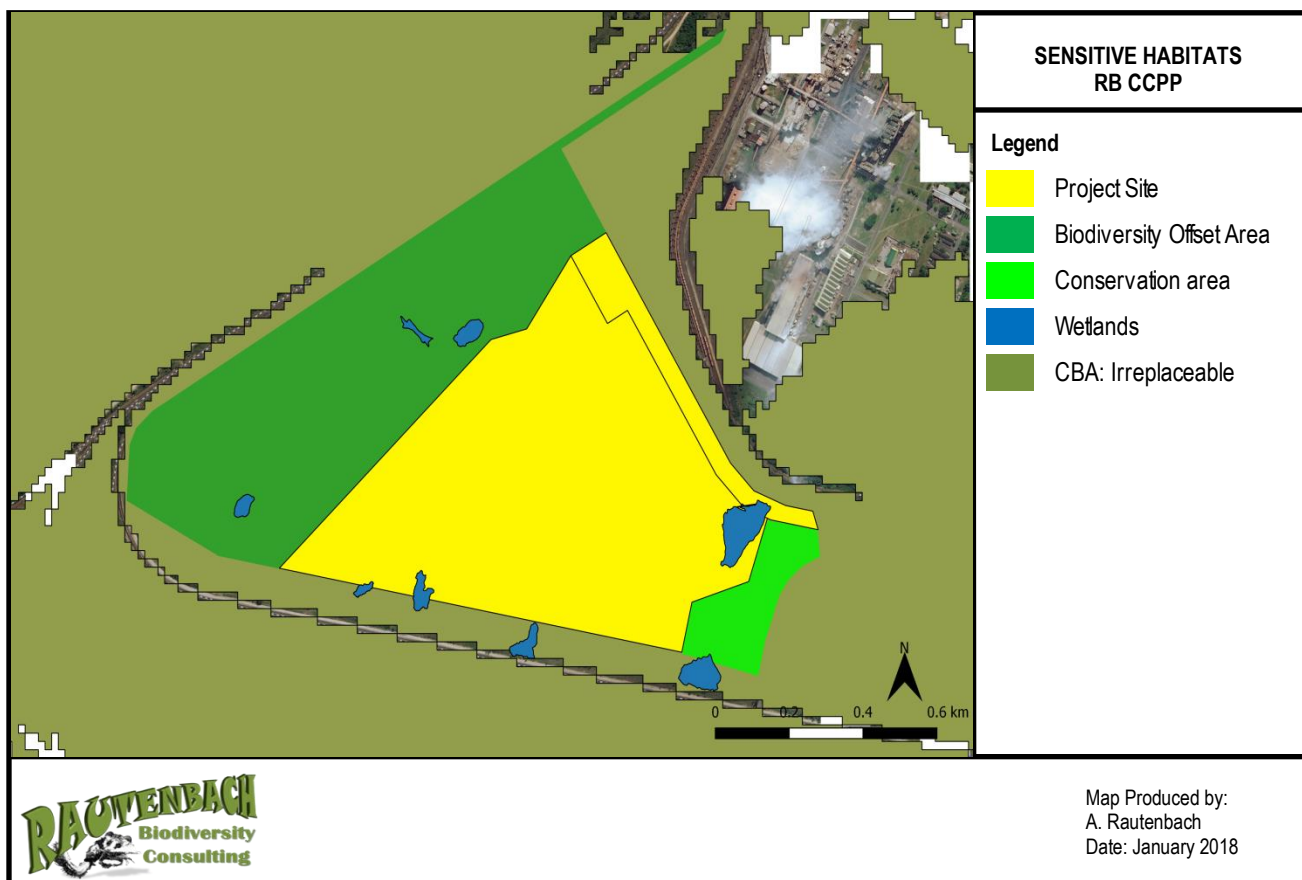 SENSITIVE HABITATS
RB CCPP
Legend
Project Site
Biodiversity Offset Area
Conservation area
Wetlands
CBA: Irreplaceable
N
0 0.2 0.4 0.6 km
RAUTENBACH
Biodiversity
Consulting
Map Produced by:
A. Rautenbach
Date: January 2018